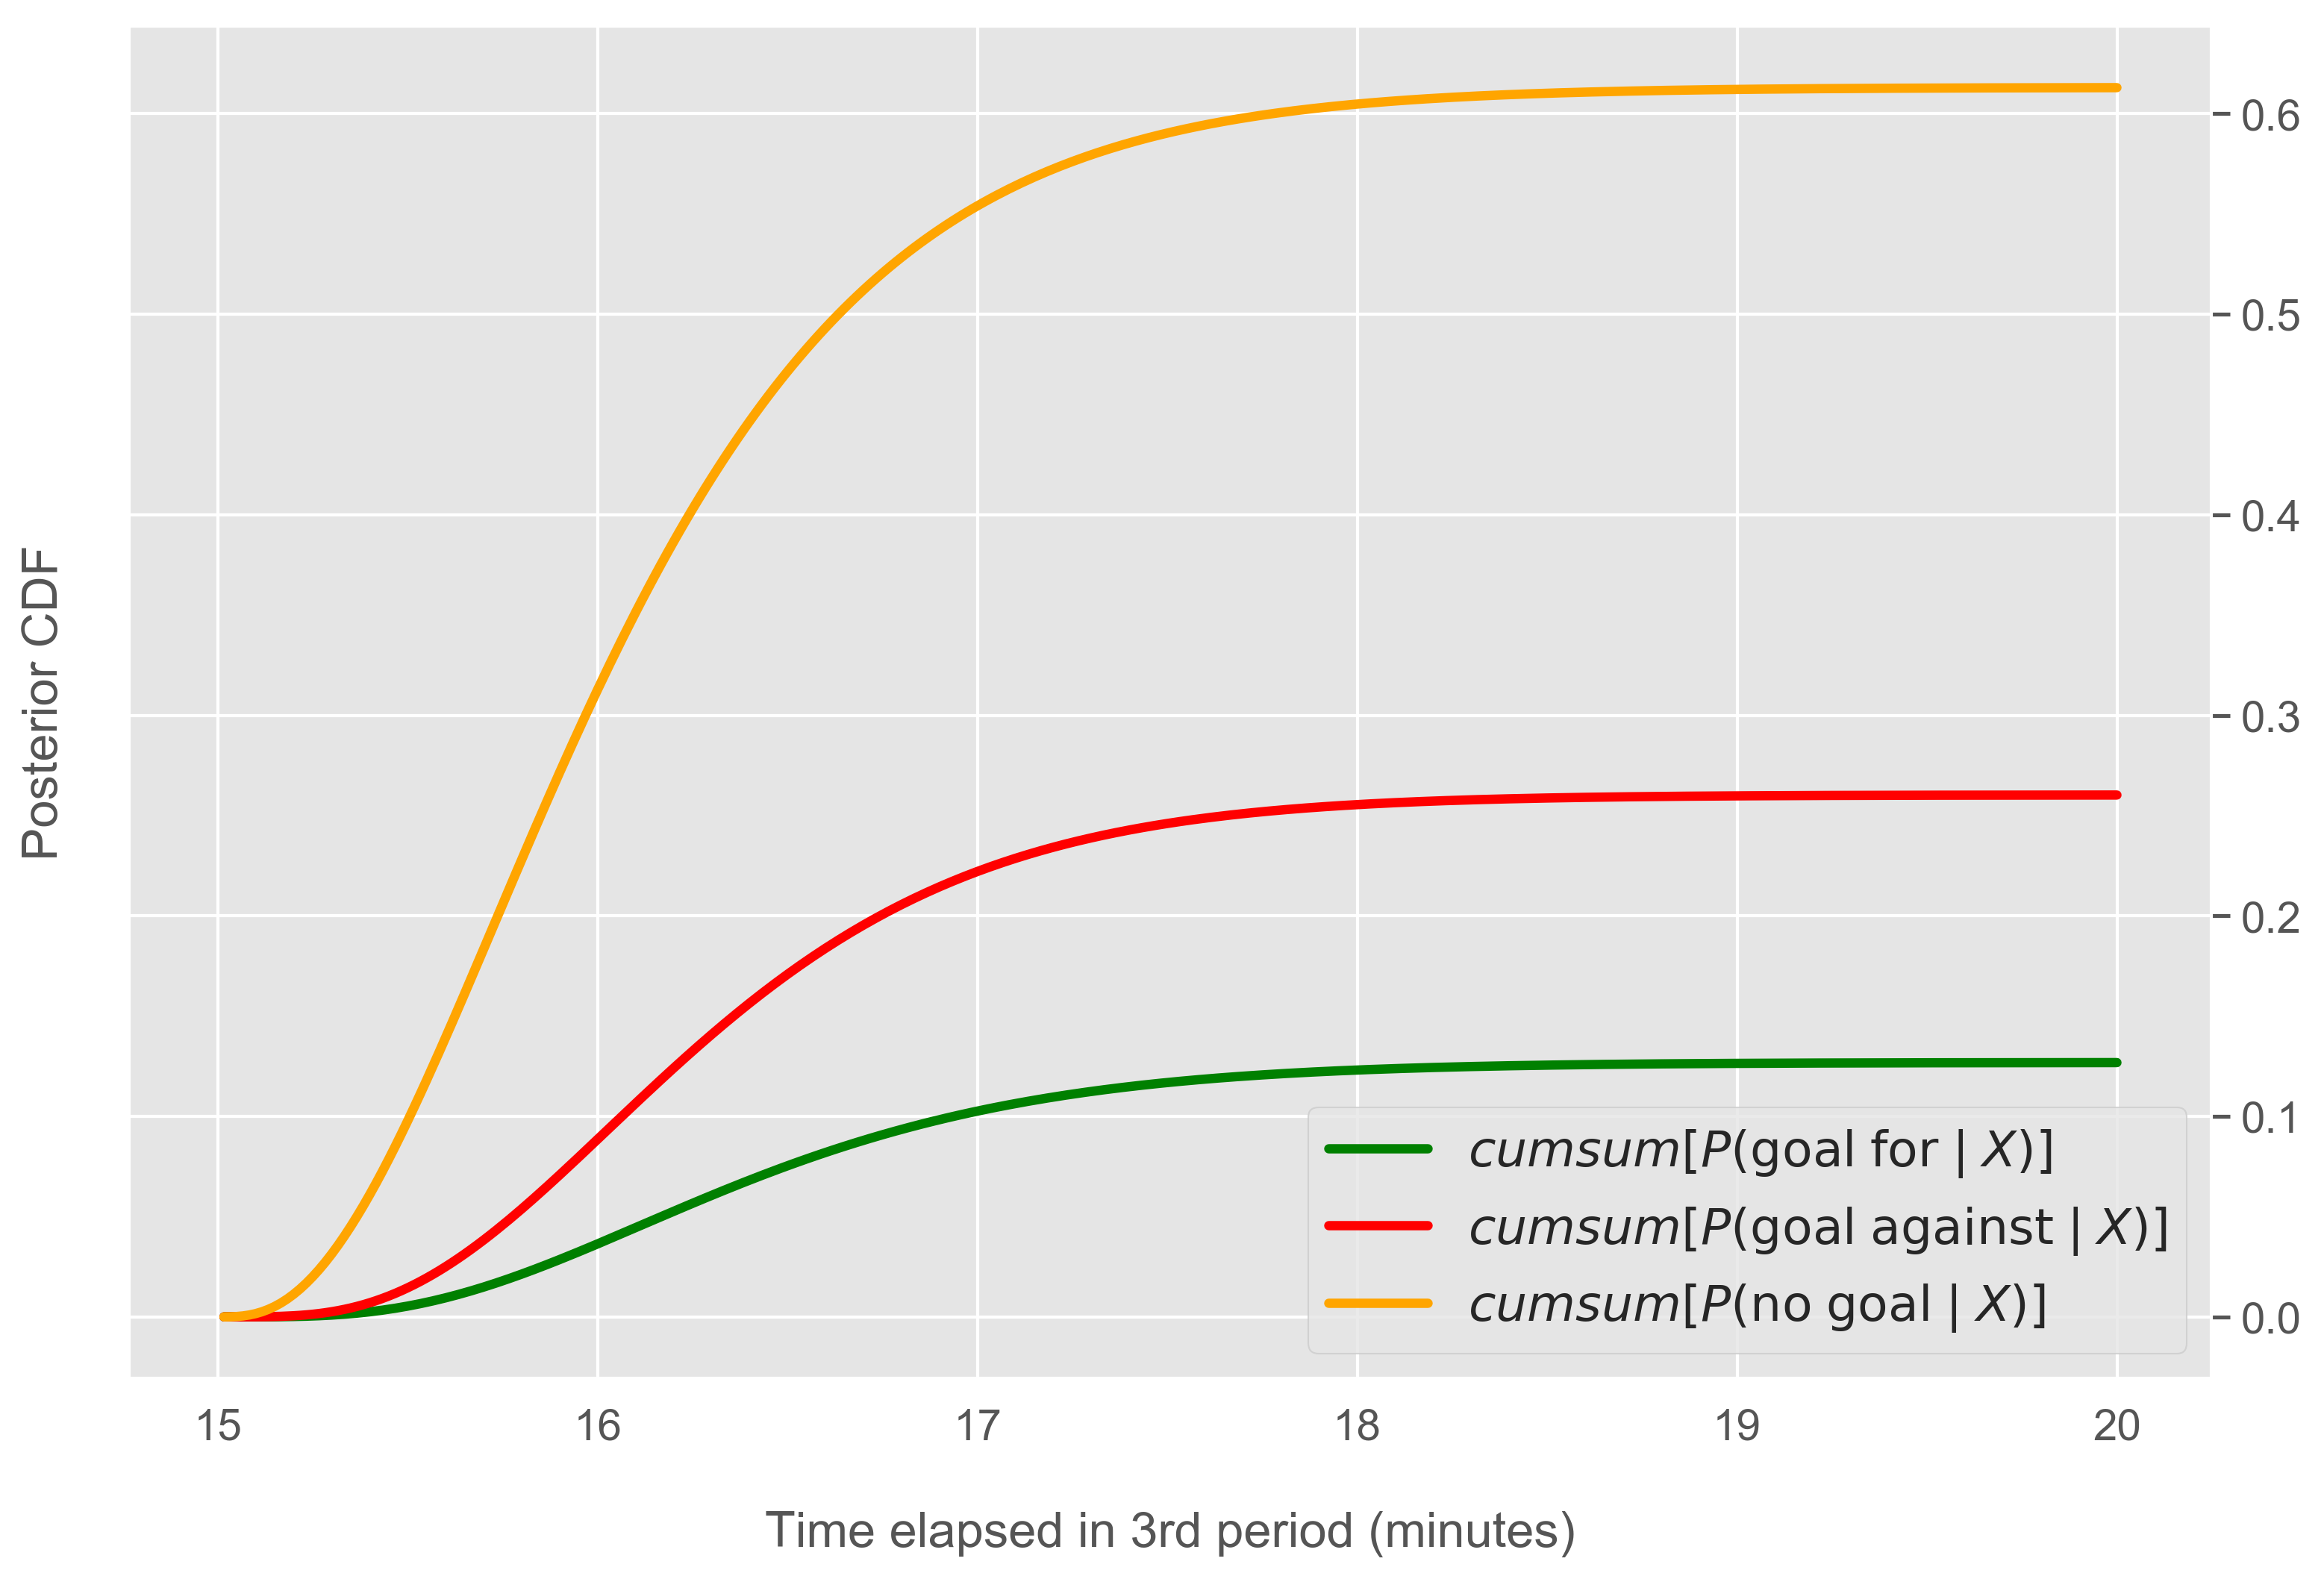 Posterior CDF
0.6
0.5
0.4
0.3
0.2
0.1
0.0
cumsum[P(goal for | X)]
cumsum[P(goal against | X)]
cumsum[P(no goal | X)]
15 16 17 18 19 20
Time elapsed in 3rd period (minutes)